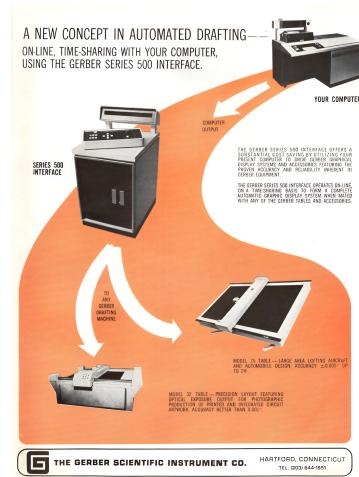 A NEW CONCEPT IN AUTOMATED DRAFTING——
ON-LINE, TIME-SHARING WITH YOUR COMPUTER,
USING THE GERBER SERIES 500 INTERFACE.
YOUR COMPUTER
COMPUTER
OUTPUT
THE GERBER SERIES 500 INTERFACE OFFERS A
SUBSTANTIAL COST SAVING BY UTILIZING YOUR
PRESENT COMPUTER TO DRIVE GERBER GRAPHICAL
DISPLAY SYSTEMS AND ACCESSORIES FEATURING THE
PROVEN ACCURACY AND RELIABILITY INHERENT IN
GERBER EQUIPMENT.
SERIES 500
INTERFACE
THE GERBER SERIES 500 INTERFACE OPERATES ON-LINE,
ON A TIME-SHARING BASIS TO FORM A COMPLETE
AUTOMATIC GRAPHIC DISPLAY SYSTEM WHEN MATED
WITH ANY OF THE GERBER TABLES AND ACCESSORIES.
TO
ANY
GERBER
DRAFTING
MACHINE
MODEL 75 TABLE — LARGE AREA LOFTING AIRCRAFT
AND AUTOMOBILE DESIGN. ACCURACY UP
TO
MODEL 32 TABLE — PRECISION LAYOUT FEATURING
OPTICAL EXPOSURE OUTPUT FOR PHOTOGRAPHIC
PRODUCTION OF PRINTED AND INTEGRATED CIRCUIT
ARTWORK. ACCURACY BETTER THAN
G THE GERBER SCIENTIFIC INSTRUMENT CO.
HARTFORD, CONNECTICUT
TEL. (203) 644-1551